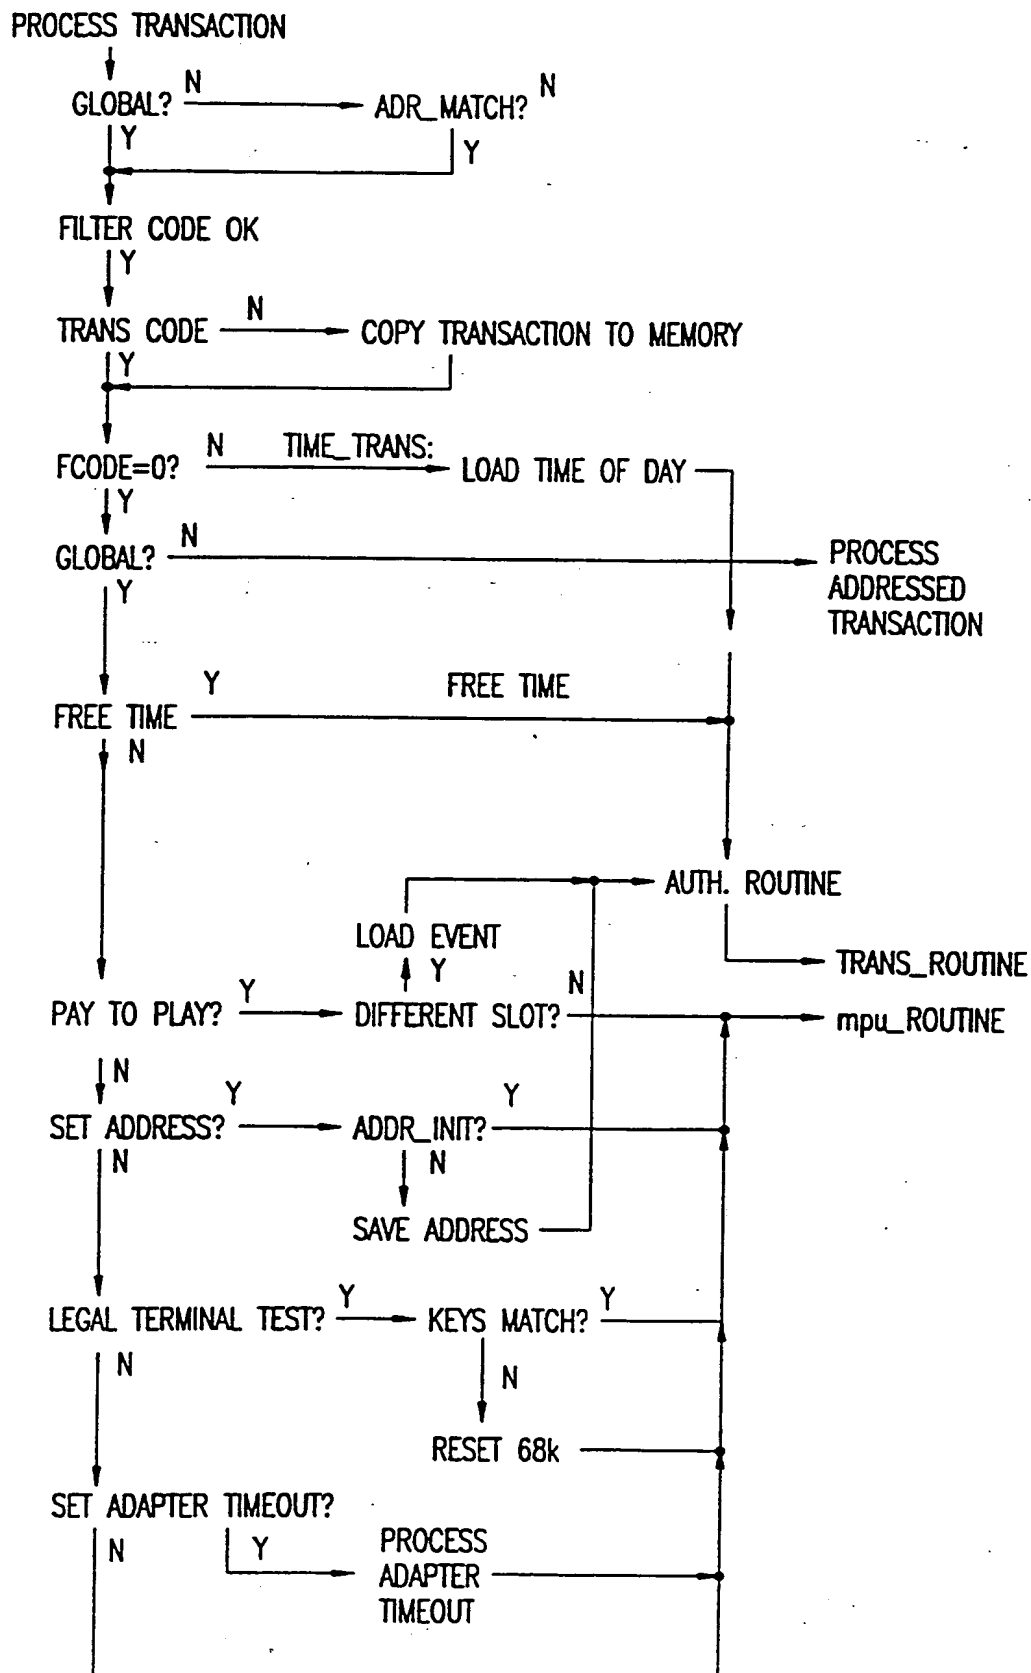 PROCESS TRANSACTION
GLOBAL? N ADR_MATCH? N
Y Y
FILTER CODE OK
Y
TRANS CODE N COPY TRANSACTION TO MEMORY
Y
FCODE=0? N TIME_TRANS: LOAD TIME OF DAY
Y
GLOBAL? N PROCESS
ADDRESSED
TRANSACTION
Y
FREE TIME Y FREE TIME
N
AUTH. ROUTINE
LOAD EVENT
Y
TRANS_ROUTINE
PAY TO PLAY? Y DIFFERENT SLOT? N mpu_ROUTINE
N
SET ADDRESS? Y ADDR_INIT? Y
N N
SAVE ADDRESS
LEGAL TERMINAL TEST? Y KEYS MATCH? Y
N N
RESET 68k
SET ADAPTER TIMEOUT?
N Y PROCESS
ADAPTER
TIMEOUT